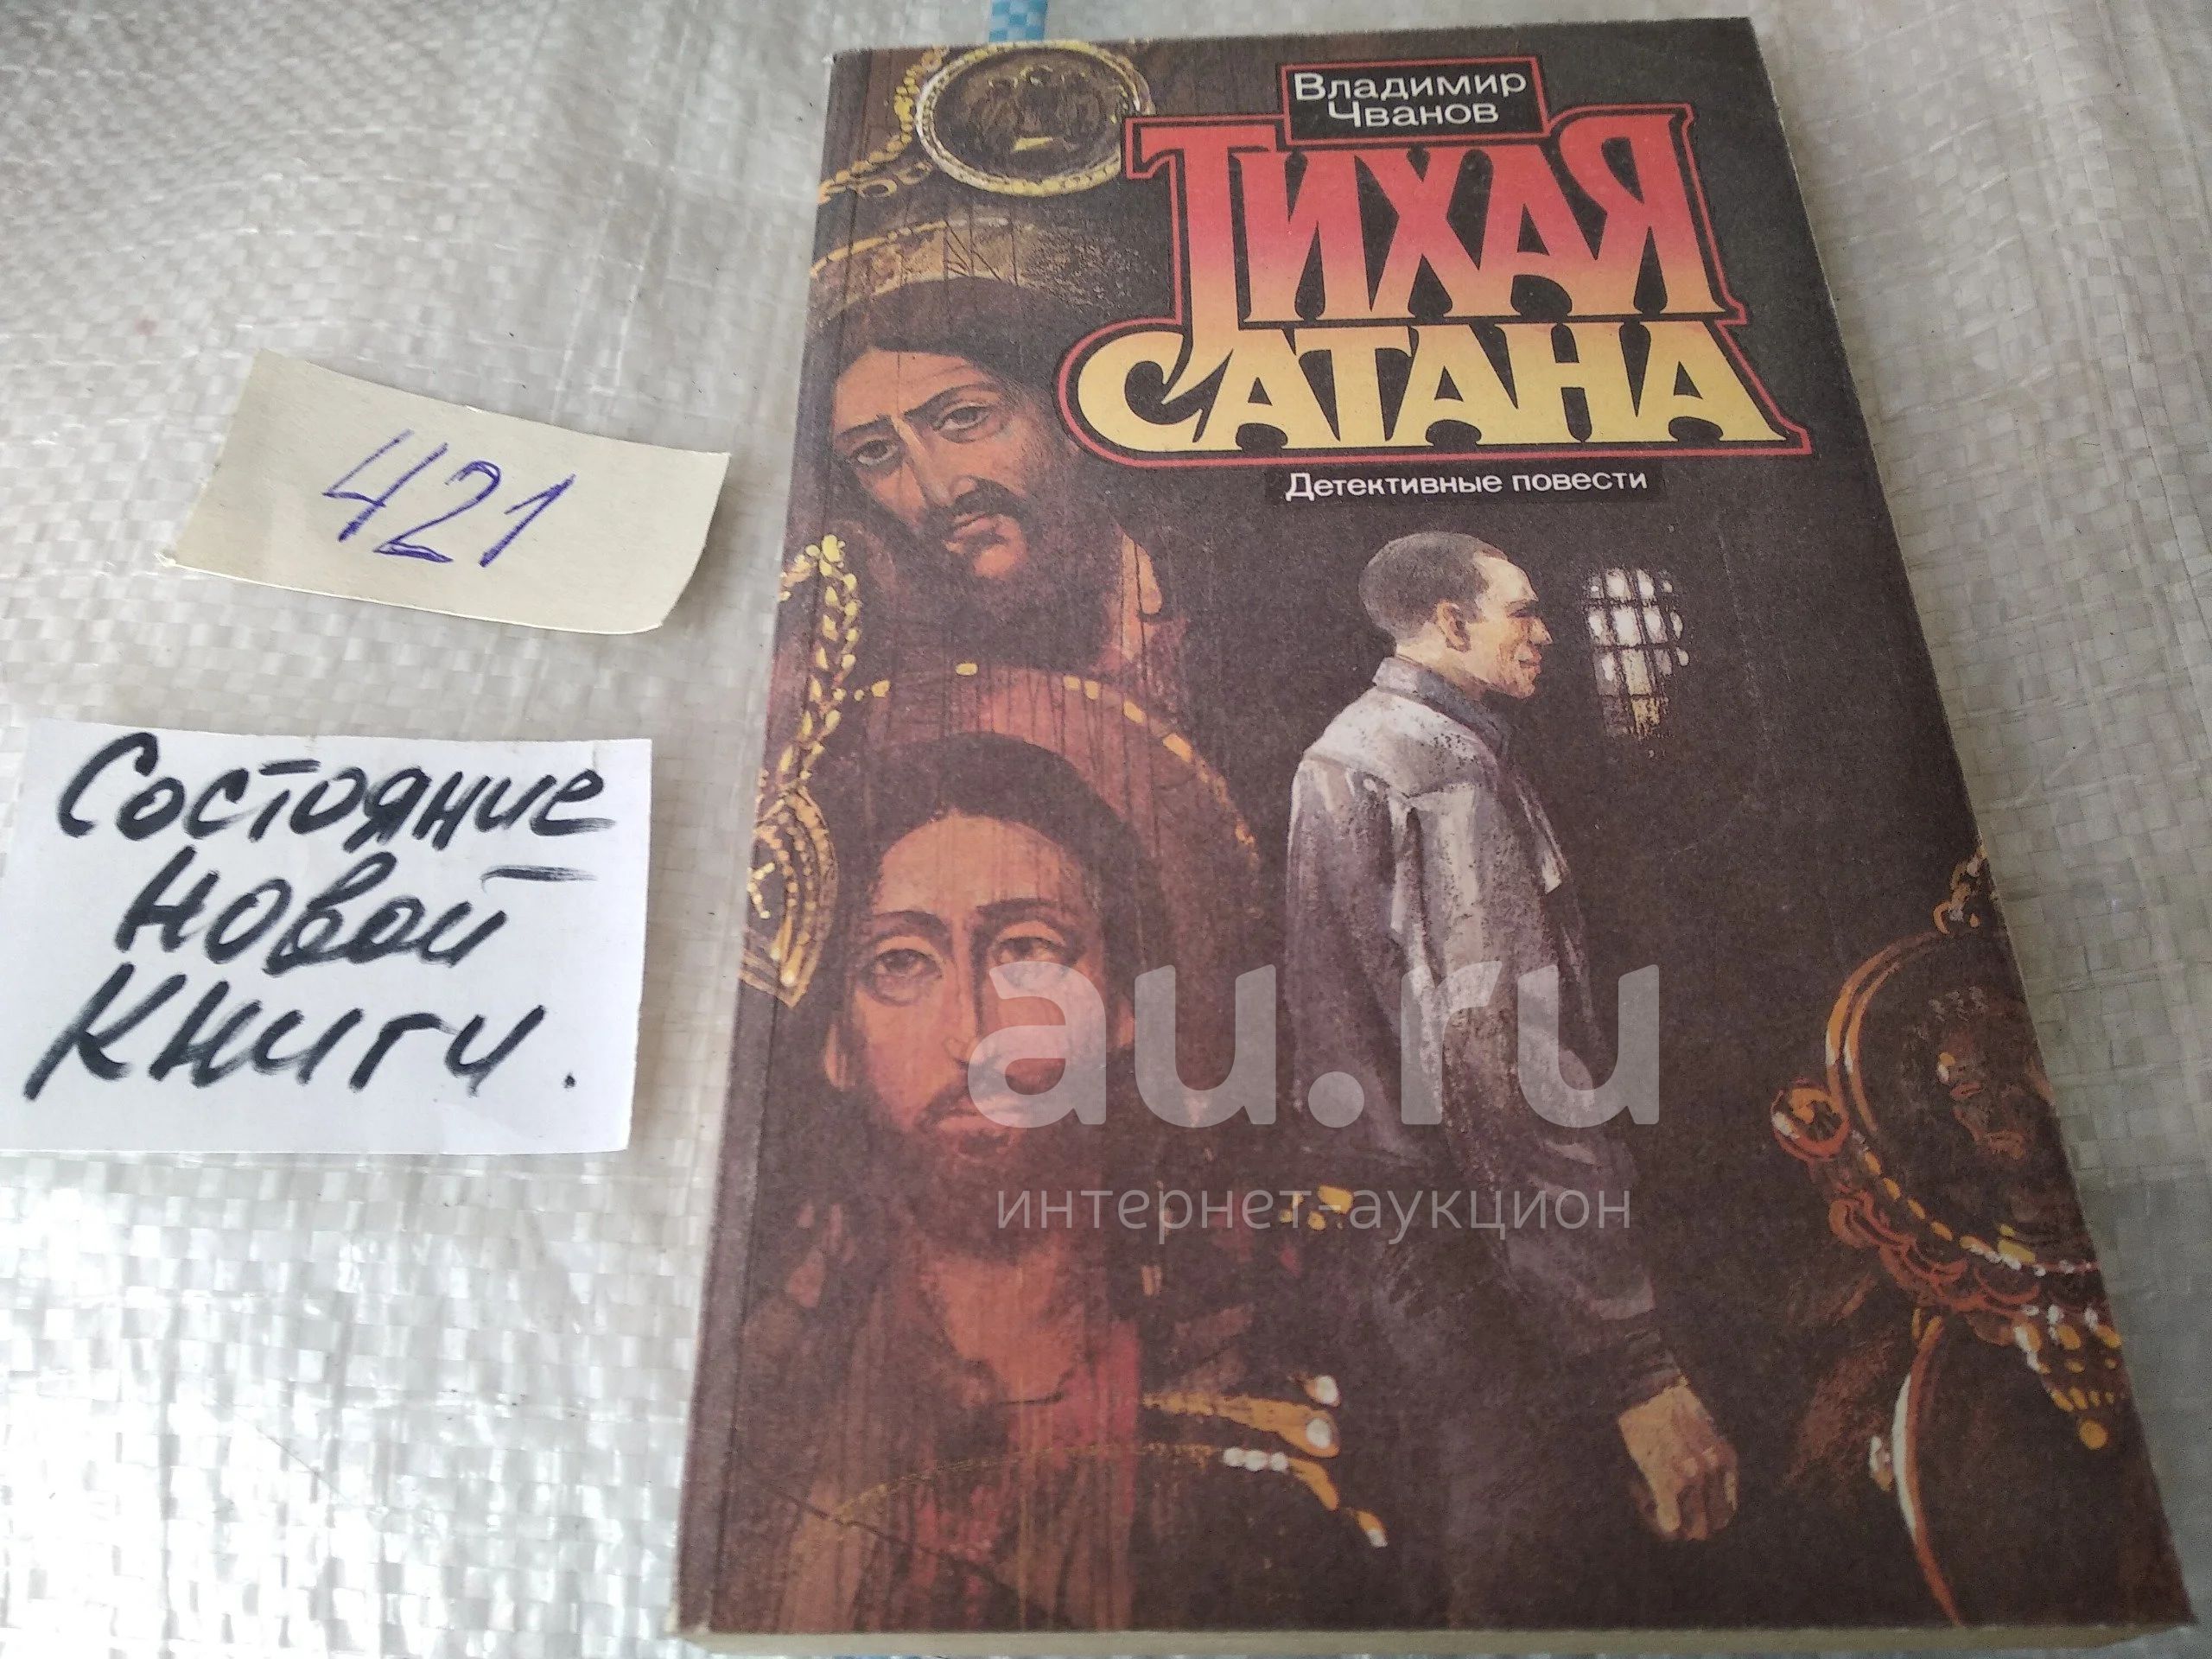 Владимир
Чванов
ТИХАЯ
САТАНА
Детективные повести
421
Состояние
новой
книги.
au.ru
интернет-аукцион